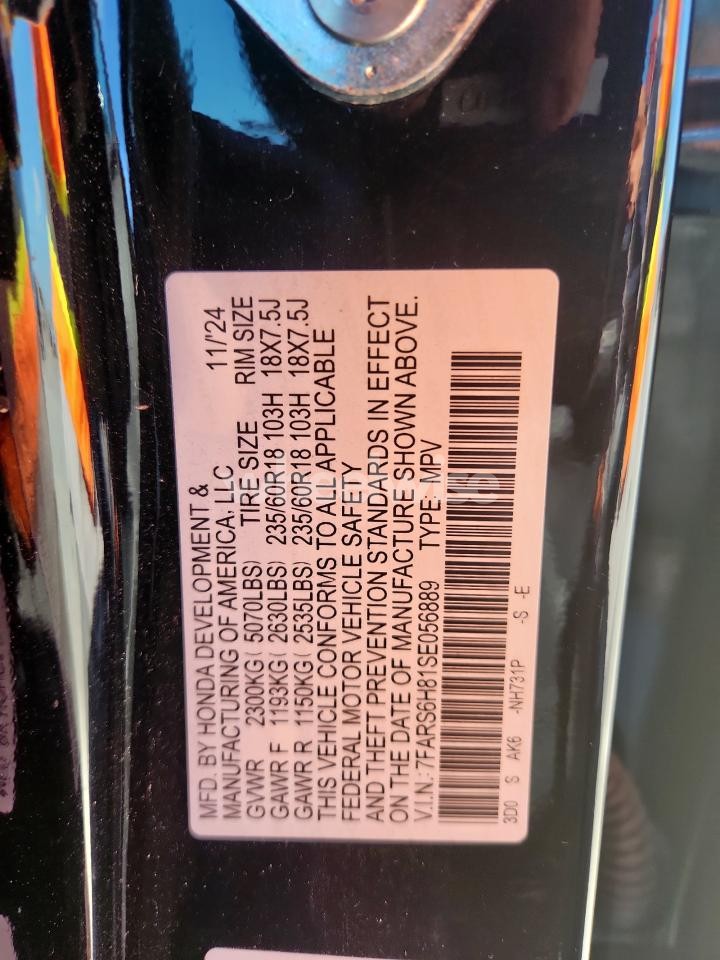 MFD. BY HONDA DEVELOPMENT &
MANUFACTURING OF AMERICA, LLC 11/'24
GVWR 2300KG( 5070LBS) TIRE SIZE RIM SIZE
GAWR F 1193KG( 2630LBS) 235/60R18 103H 18X7.5J
GAWR R 1150KG( 2535LBS) 235/60R18 103H 18X7.5J
THIS VEHICLE CONFORMS TO ALL APPLICABLE
FEDERAL MOTOR VEHICLE SAFETY
AND THEFT PREVENTION STANDARDS IN EFFECT
ON THE DATE OF MANUFACTURE SHOWN ABOVE.
V.I.N.: 7FARS6H81SE056889 TYPE: MPV
3D0 S AK6 -NH731P -S -E